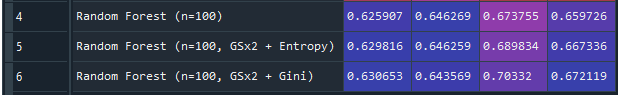 4 Random Forest (n=100) 0.625907 0.646269 0.673755 0.659726
5 Random Forest (n=100, GSx2 + Entropy) 0.629816 0.646259 0.689834 0.667336
6 Random Forest (n=100, GSx2 + Gini) 0.630653 0.643569 0.70332 0.672119